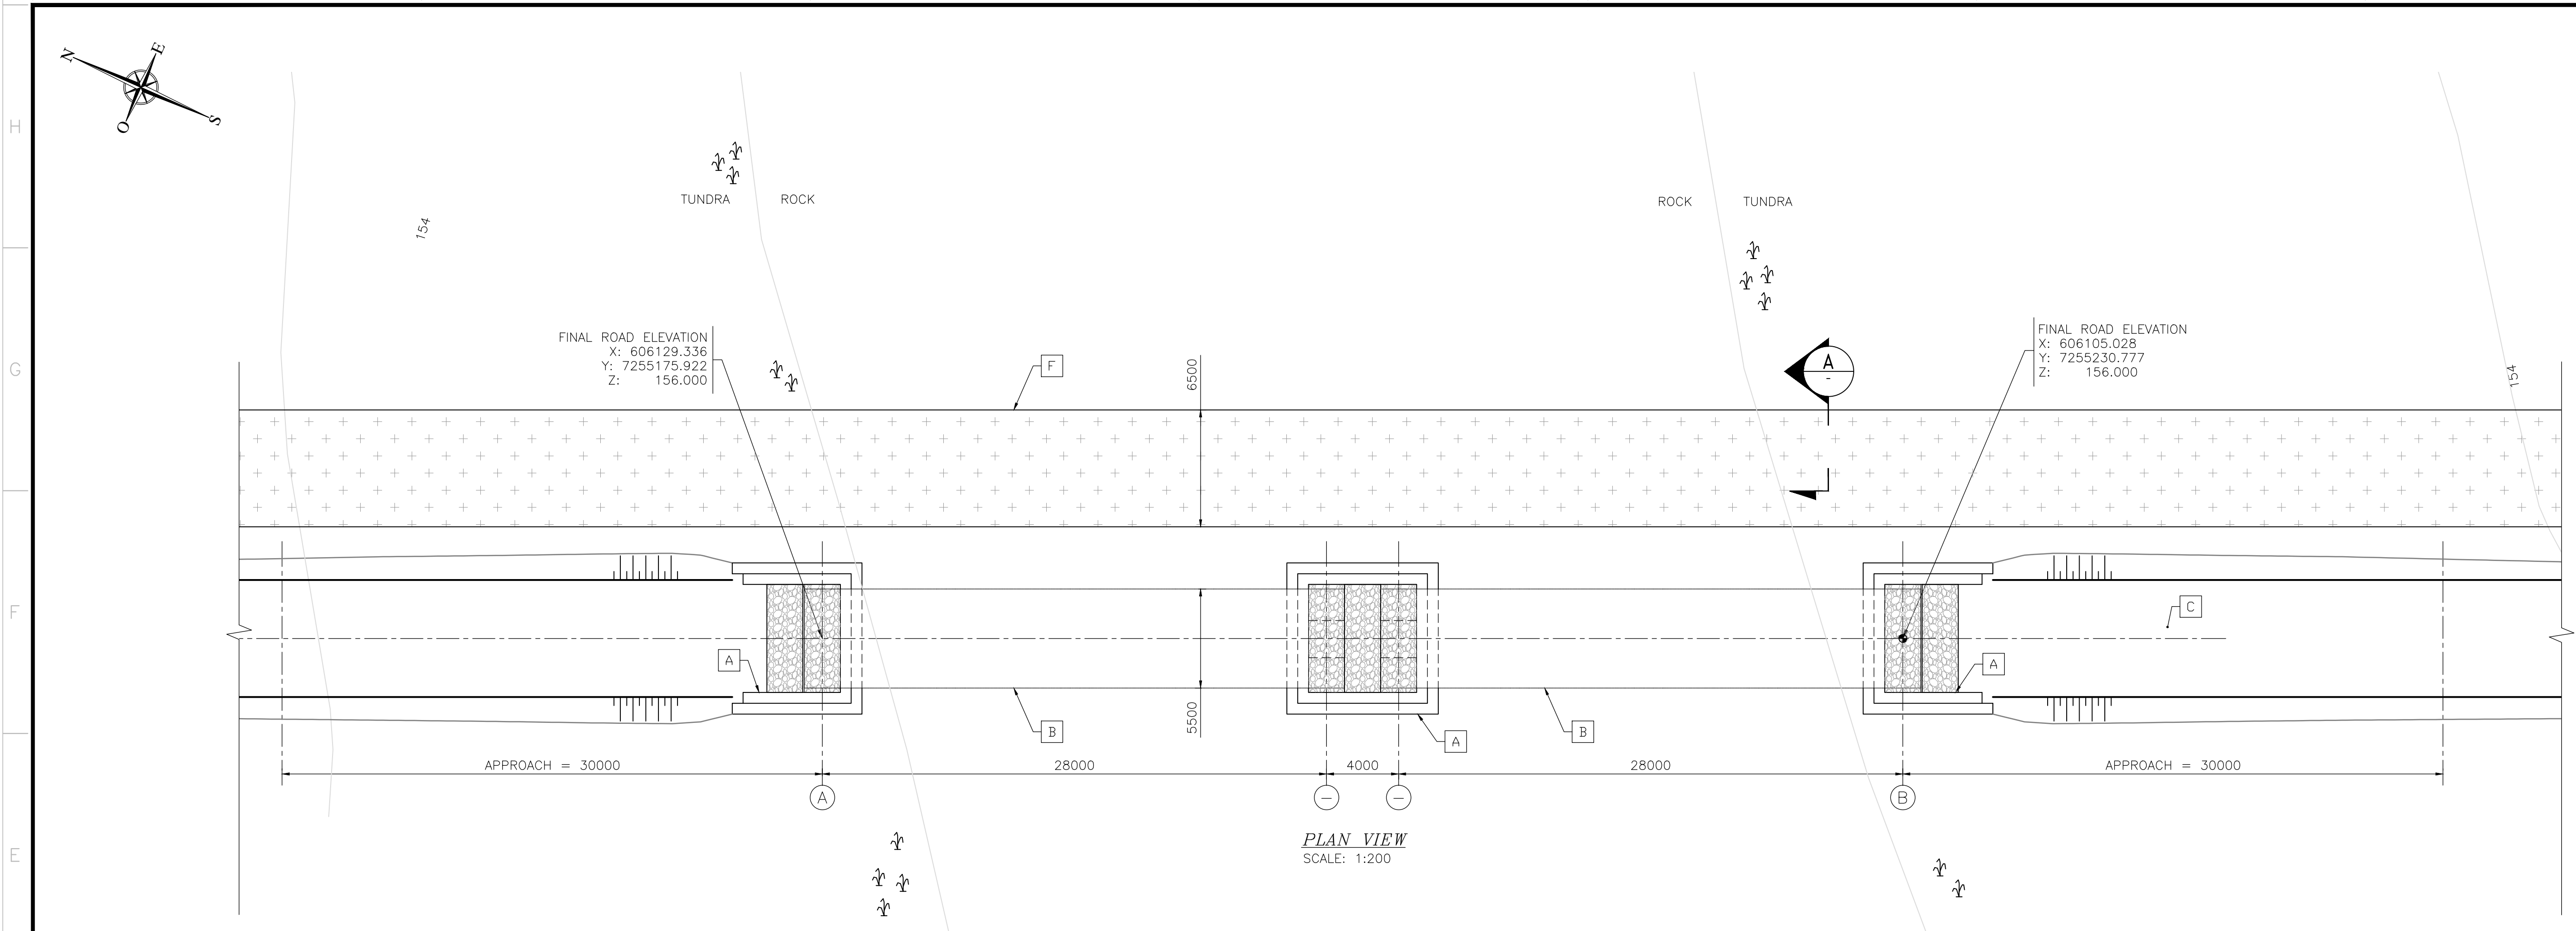 N
E
O
S
H
G
F
E
TUNDRA
ROCK
ROCK
TUNDRA
154
154
FINAL ROAD ELEVATION
X: 606129.336
Y: 7255175.922
Z: 156.000
F
6500
A
-
FINAL ROAD ELEVATION
X: 606105.028
Y: 7255230.777
Z: 156.000
C
A
A
B
5500
B
A
APPROACH = 30000
28000
4000
28000
APPROACH = 30000
A
-
-
B
PLAN VIEW
SCALE: 1:200